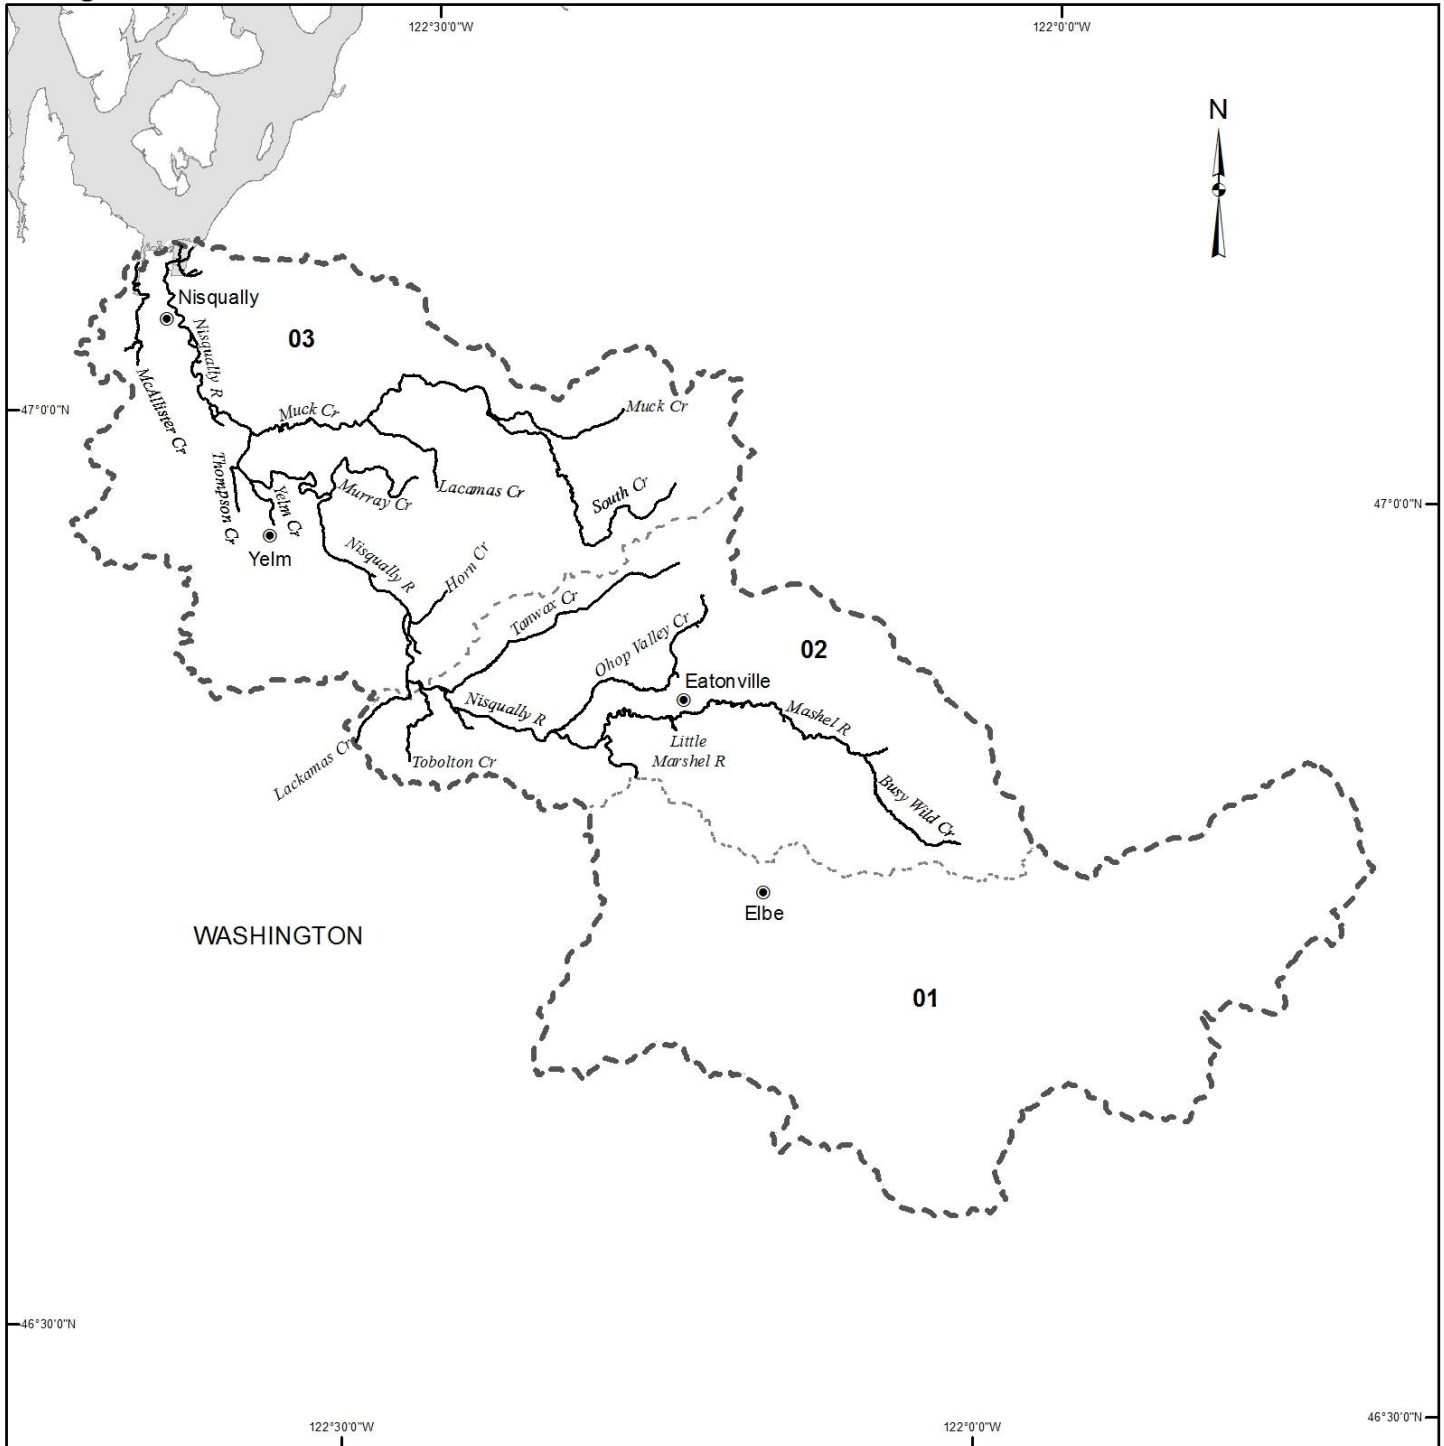 122°30'0"W
122°0'0"W
N
Nisqually
03
Nisqually R
47°0'0"N
McAllister Cr
Muck Cr
Muck Cr
Thompson Cr
Yelm Cr
Murray Cr
Lacamas Cr
South Cr
47°0'0"N
Yelm
Nisqually R
Horn Cr
Tanwax Cr
Ohop Valley Cr
02
Eatonville
Nisqually R
Mashel R
Little
Marshel R
Lackamas Cr
Tobolton Cr
Busy Wild Cr
Elbe
WASHINGTON
01
46°30'0"N
46°30'0"N
122°30'0"W
122°0'0"W